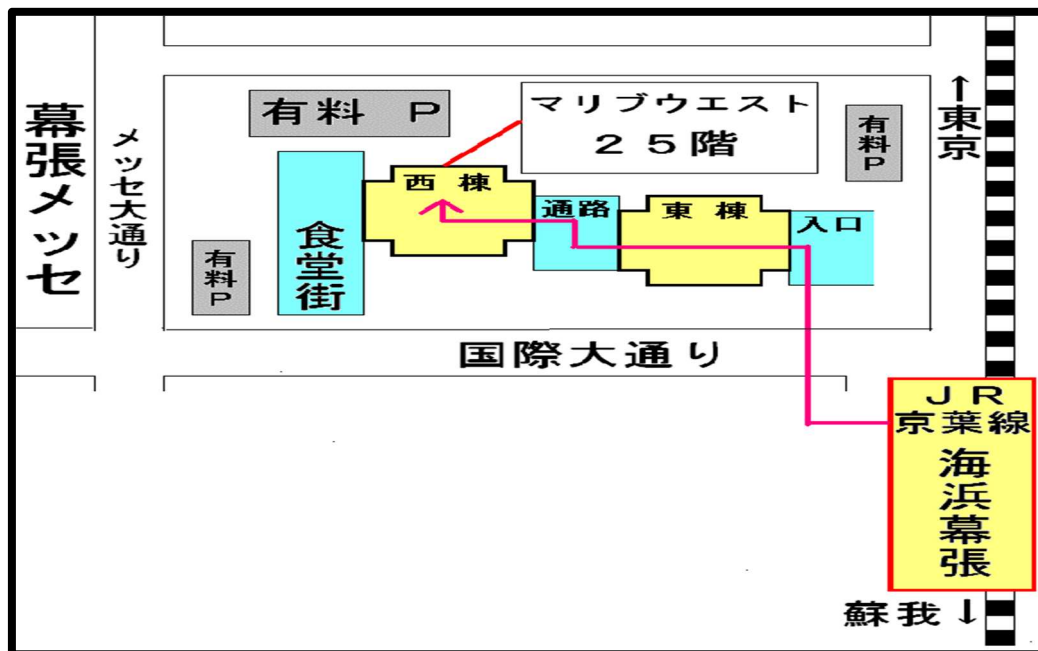 幕張メッセ
メッセ大通り
有料 P
マリブウエスト
25階
有料P
↑東京
西棟
通路
東棟
入口
食堂街
有料P
国際大通り
JR
京葉線
海浜幕張
蘇我↓